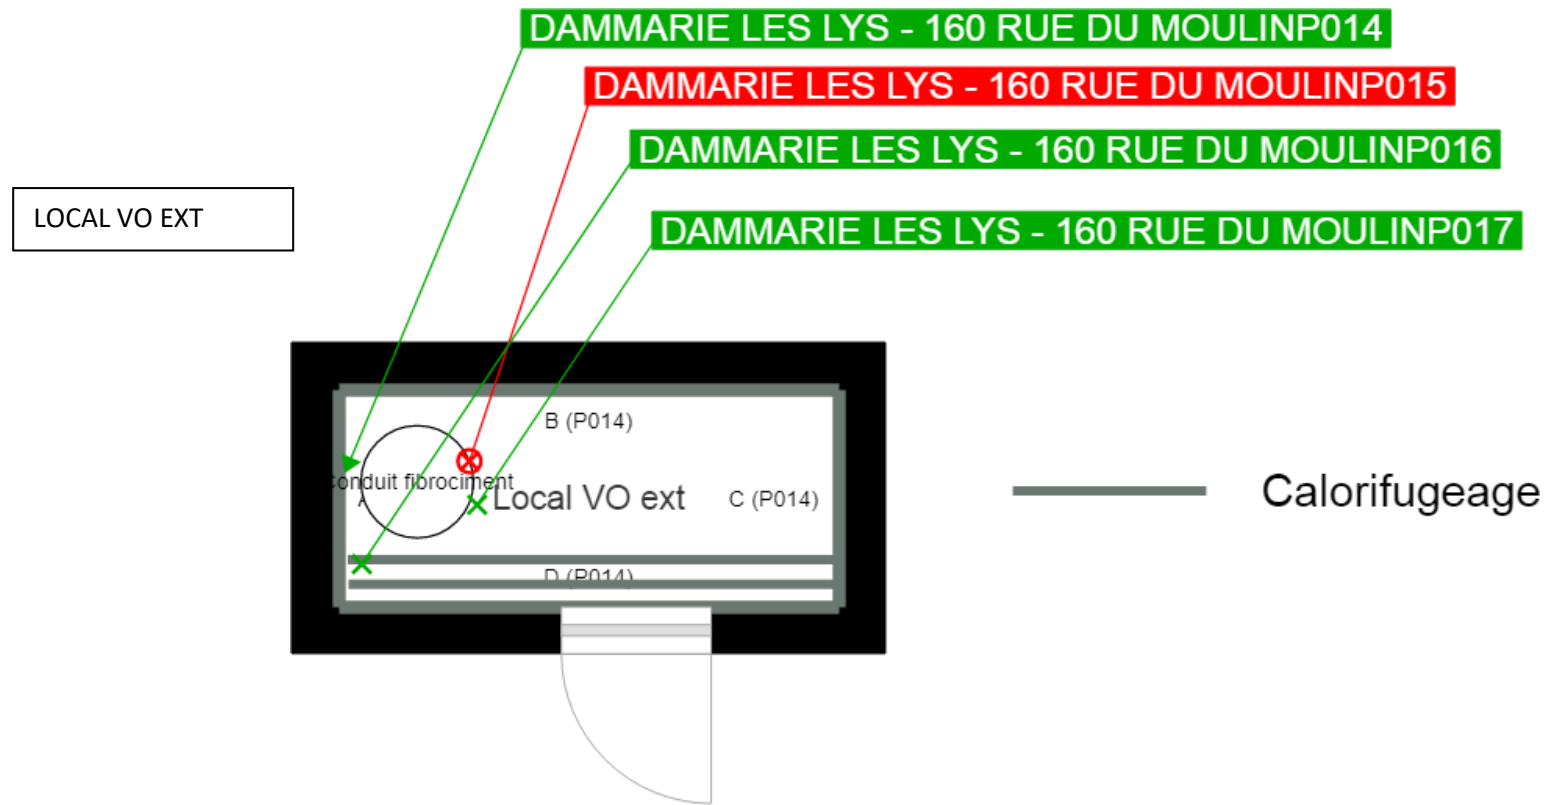 DAMMARIE LES LYS - 160 RUE DU MOULINP014
DAMMARIE LES LYS - 160 RUE DU MOULINP015
DAMMARIE LES LYS - 160 RUE DU MOULINP016
LOCAL VO EXT
DAMMARIE LES LYS - 160 RUE DU MOULINP017
B (P014)
Conduit fibrociment
A
Local VO ext
C (P014)
Calorifugeage
D (P014)